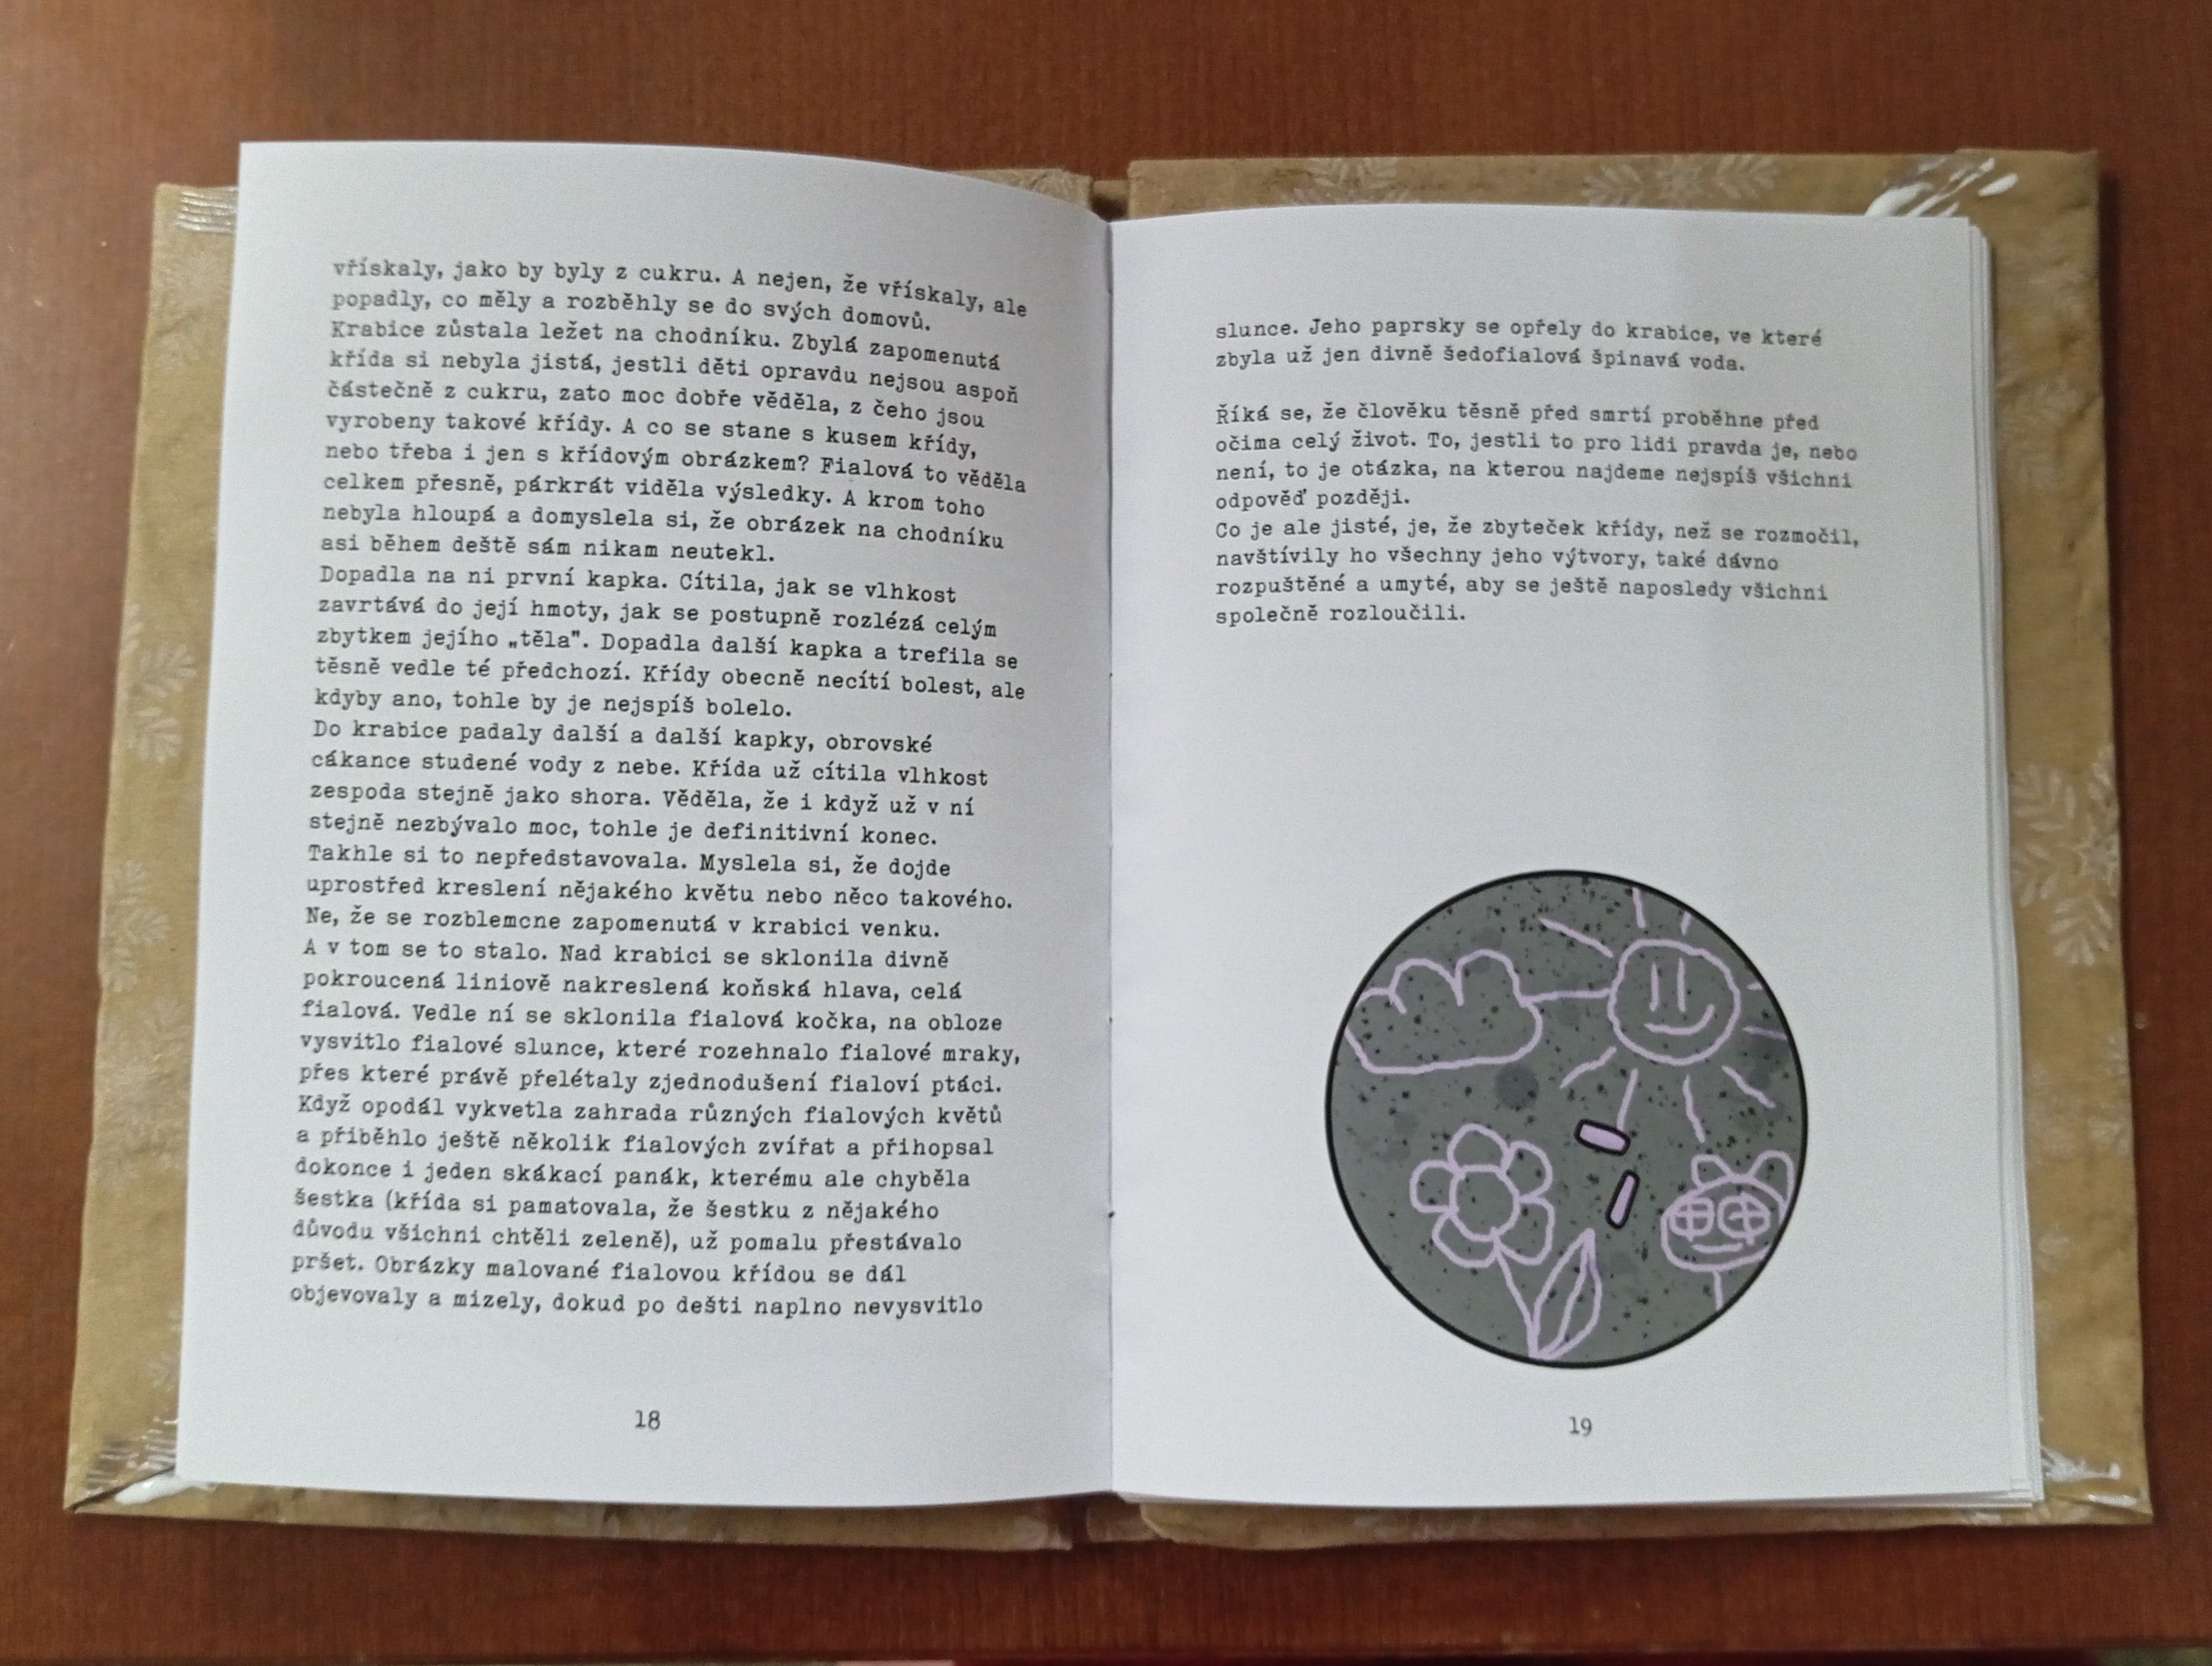 vřískaly, jako by byly z cukru. A nejen, že vřískaly, ale
popadly, co měly a rozběhly se do svých domovů.
Krabice zůstala ležet na chodníku. Zbylá zapomenutá
křída si nebyla jistá, jestli děti opravdu nejsou aspoň
částečně z cukru, zato moc dobře věděla, z čeho jsou
vyrobeny takové křídy. A co se stane s kusem křídy,
nebo třeba i jen s křídovým obrázkem? Fialová to věděla
celkem přesně, párkrát viděla výsledky. A krom toho
nebyla hloupá a domyslela si, že obrázek na chodníku
asi během deště sám nikam neutekl.
Dopadla na ni první kapka. Cítila, jak se vlhkost
zavrtává do její hmoty, jak se postupně rozlézá celým
zbytkem jejího „těla". Dopadla další kapka a trefila se
těsně vedle té předchozí. Křídy obecně necítí bolest, ale
kdyby ano, tohle by je nejspíš bolelo.
Do krabice padaly další a další kapky, obrovské
cákance studené vody z nebe. Křída už cítila vlhkost
zespoda stejně jako shora. Věděla, že i když už v ní
stejně nezbývalo moc, tohle je definitivní konec.
Takhle si to nepředstavovala. Myslela si, že dojde
uprostřed kreslení nějakého květu nebo něco takového.
Ne, že se rozblemcne zapomenutá v krabici venku.
A v tom se to stalo. Nad krabici se sklonila divně
pokroucená liniově nakreslená koňská hlava, celá
fialová. Vedle ní se sklonila fialová kočka, na obloze
vysvitlo fialové slunce, které rozehnalo fialové mraky,
přes které právě přelétaly zjednodušení fialoví ptáci.
Když opodál vykvetla zahrada různých fialových květů
a přiběhlo ještě několik fialových zvířat a přihopsal
dokonce i jeden skákací panák, kterému ale chyběla
šestka (křída si pamatovala, že šestku z nějakého
důvodu všichni chtěli zeleně), už pomalu přestávalo
pršet. Obrázky malované fialovou křídou se dál
objevovaly a mizely, dokud po dešti naplno nevysvitlo
18
slunce. Jeho paprsky se opřely do krabice, ve které
zbyla už jen divně šedofialová špinavá voda.
Říká se, že člověku těsně před smrtí proběhne před
očima celý život. To, jestli to pro lidi pravda je, nebo
není, to je otázka, na kterou najdeme nejspíš všichni
odpověď později.
Co je ale jisté, je, že zbyteček křídy, než se rozmočil,
navštívily ho všechny jeho výtvory, také dávno
rozpuštěné a umyté, aby se ještě naposledy všichni
společně rozloučili.
19